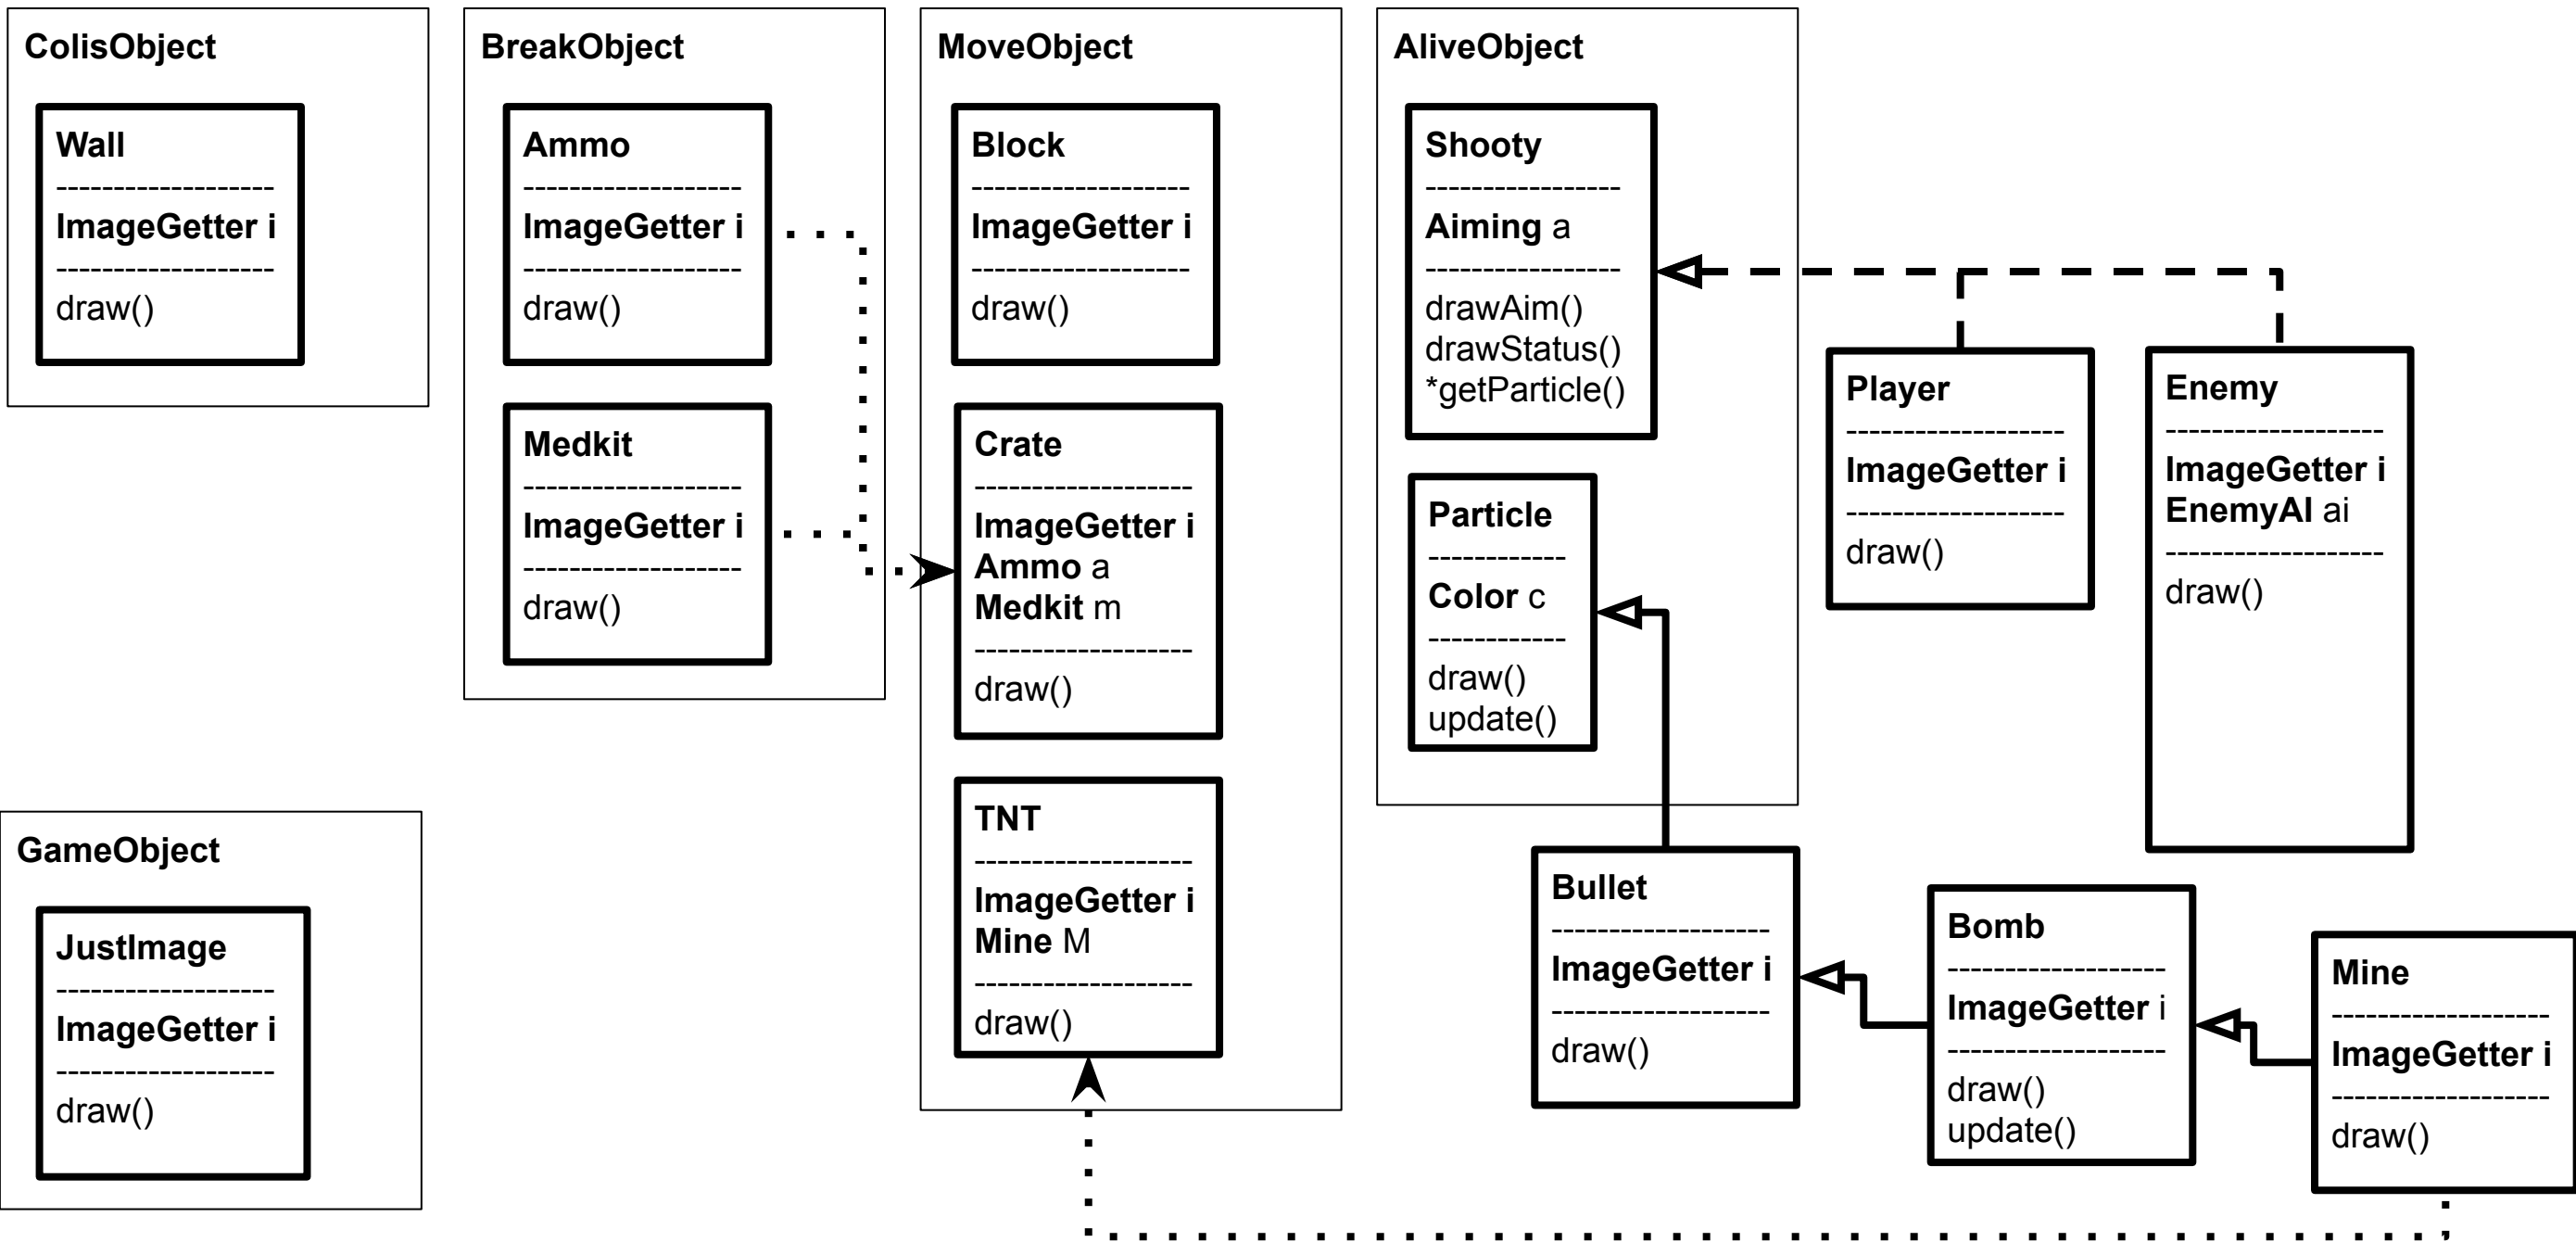 ColisObject
Wall
-------------------
ImageGetter i
-------------------
draw()
BreakObject
Ammo
-------------------
ImageGetter i
-------------------
draw()
Medkit
-------------------
ImageGetter i
-------------------
draw()
MoveObject
Block
-------------------
ImageGetter i
-------------------
draw()
Crate
-------------------
ImageGetter i
Ammo a
Medkit m
-------------------
draw()
TNT
-------------------
ImageGetter i
Mine M
-------------------
draw()
AliveObject
Shooty
-----------------
Aiming a
-----------------
drawAim()
drawStatus()
*getParticle()
Particle
------------
Color c
------------
draw()
update()
Player
-------------------
ImageGetter i
-------------------
draw()
Enemy
-------------------
ImageGetter i
EnemyAI ai
-------------------
draw()
GameObject
JustImage
-------------------
ImageGetter i
-------------------
draw()
Bullet
-------------------
ImageGetter i
-------------------
draw()
Bomb
-------------------
ImageGetter i
-------------------
draw()
update()
Mine
-------------------
ImageGetter i
-------------------
draw()